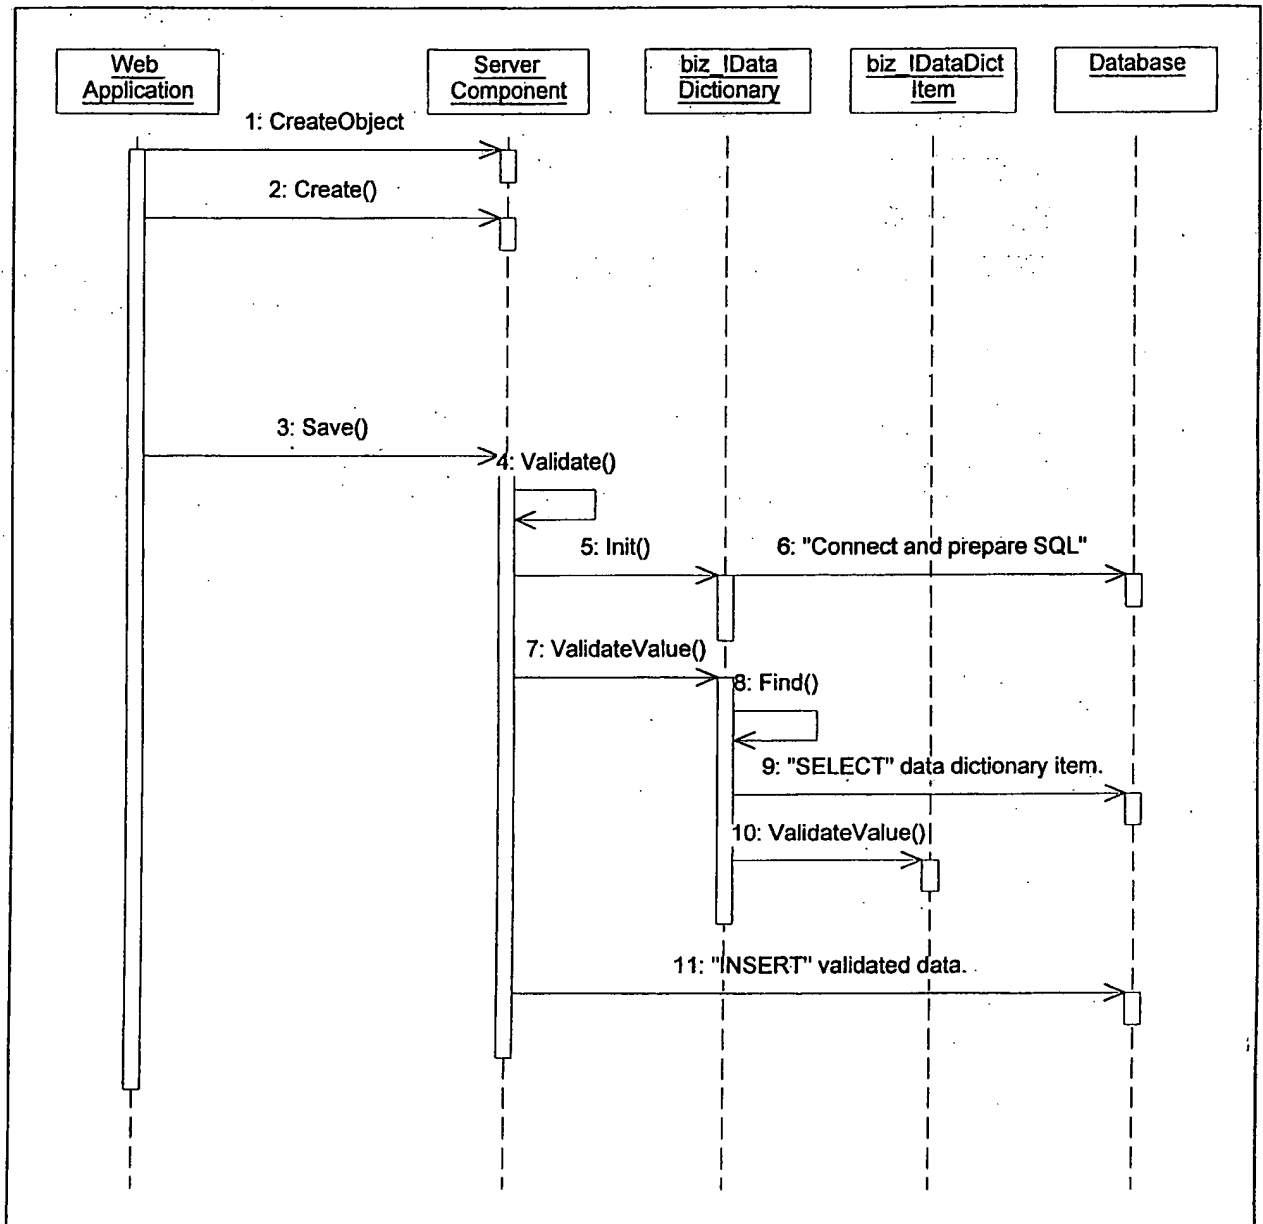 Web
Application
Server
Component
biz_IData
Dictionary
biz_IDataDict
Item
Database
1: CreateObject
2: Create()
3: Save()
4: Validate()
5: Init()
6: "Connect and prepare SQL"
7: ValidateValue()
8: Find()
9: "SELECT" data dictionary item.
10: ValidateValue()
11: "INSERT" validated data.